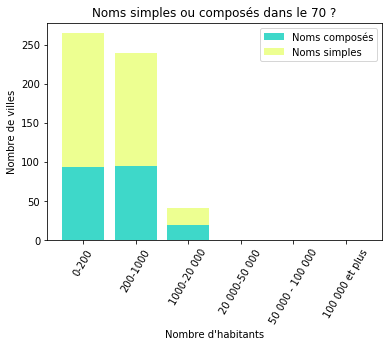 Noms simples ou composés dans le 70 ?
Noms composés
Noms simples
Nombre de villes
250
200
150
100
50
0
0-200
200-1000
1000-20 000
20 000-50 000
50 000 - 100 000
100 000 et plus
Nombre d'habitants